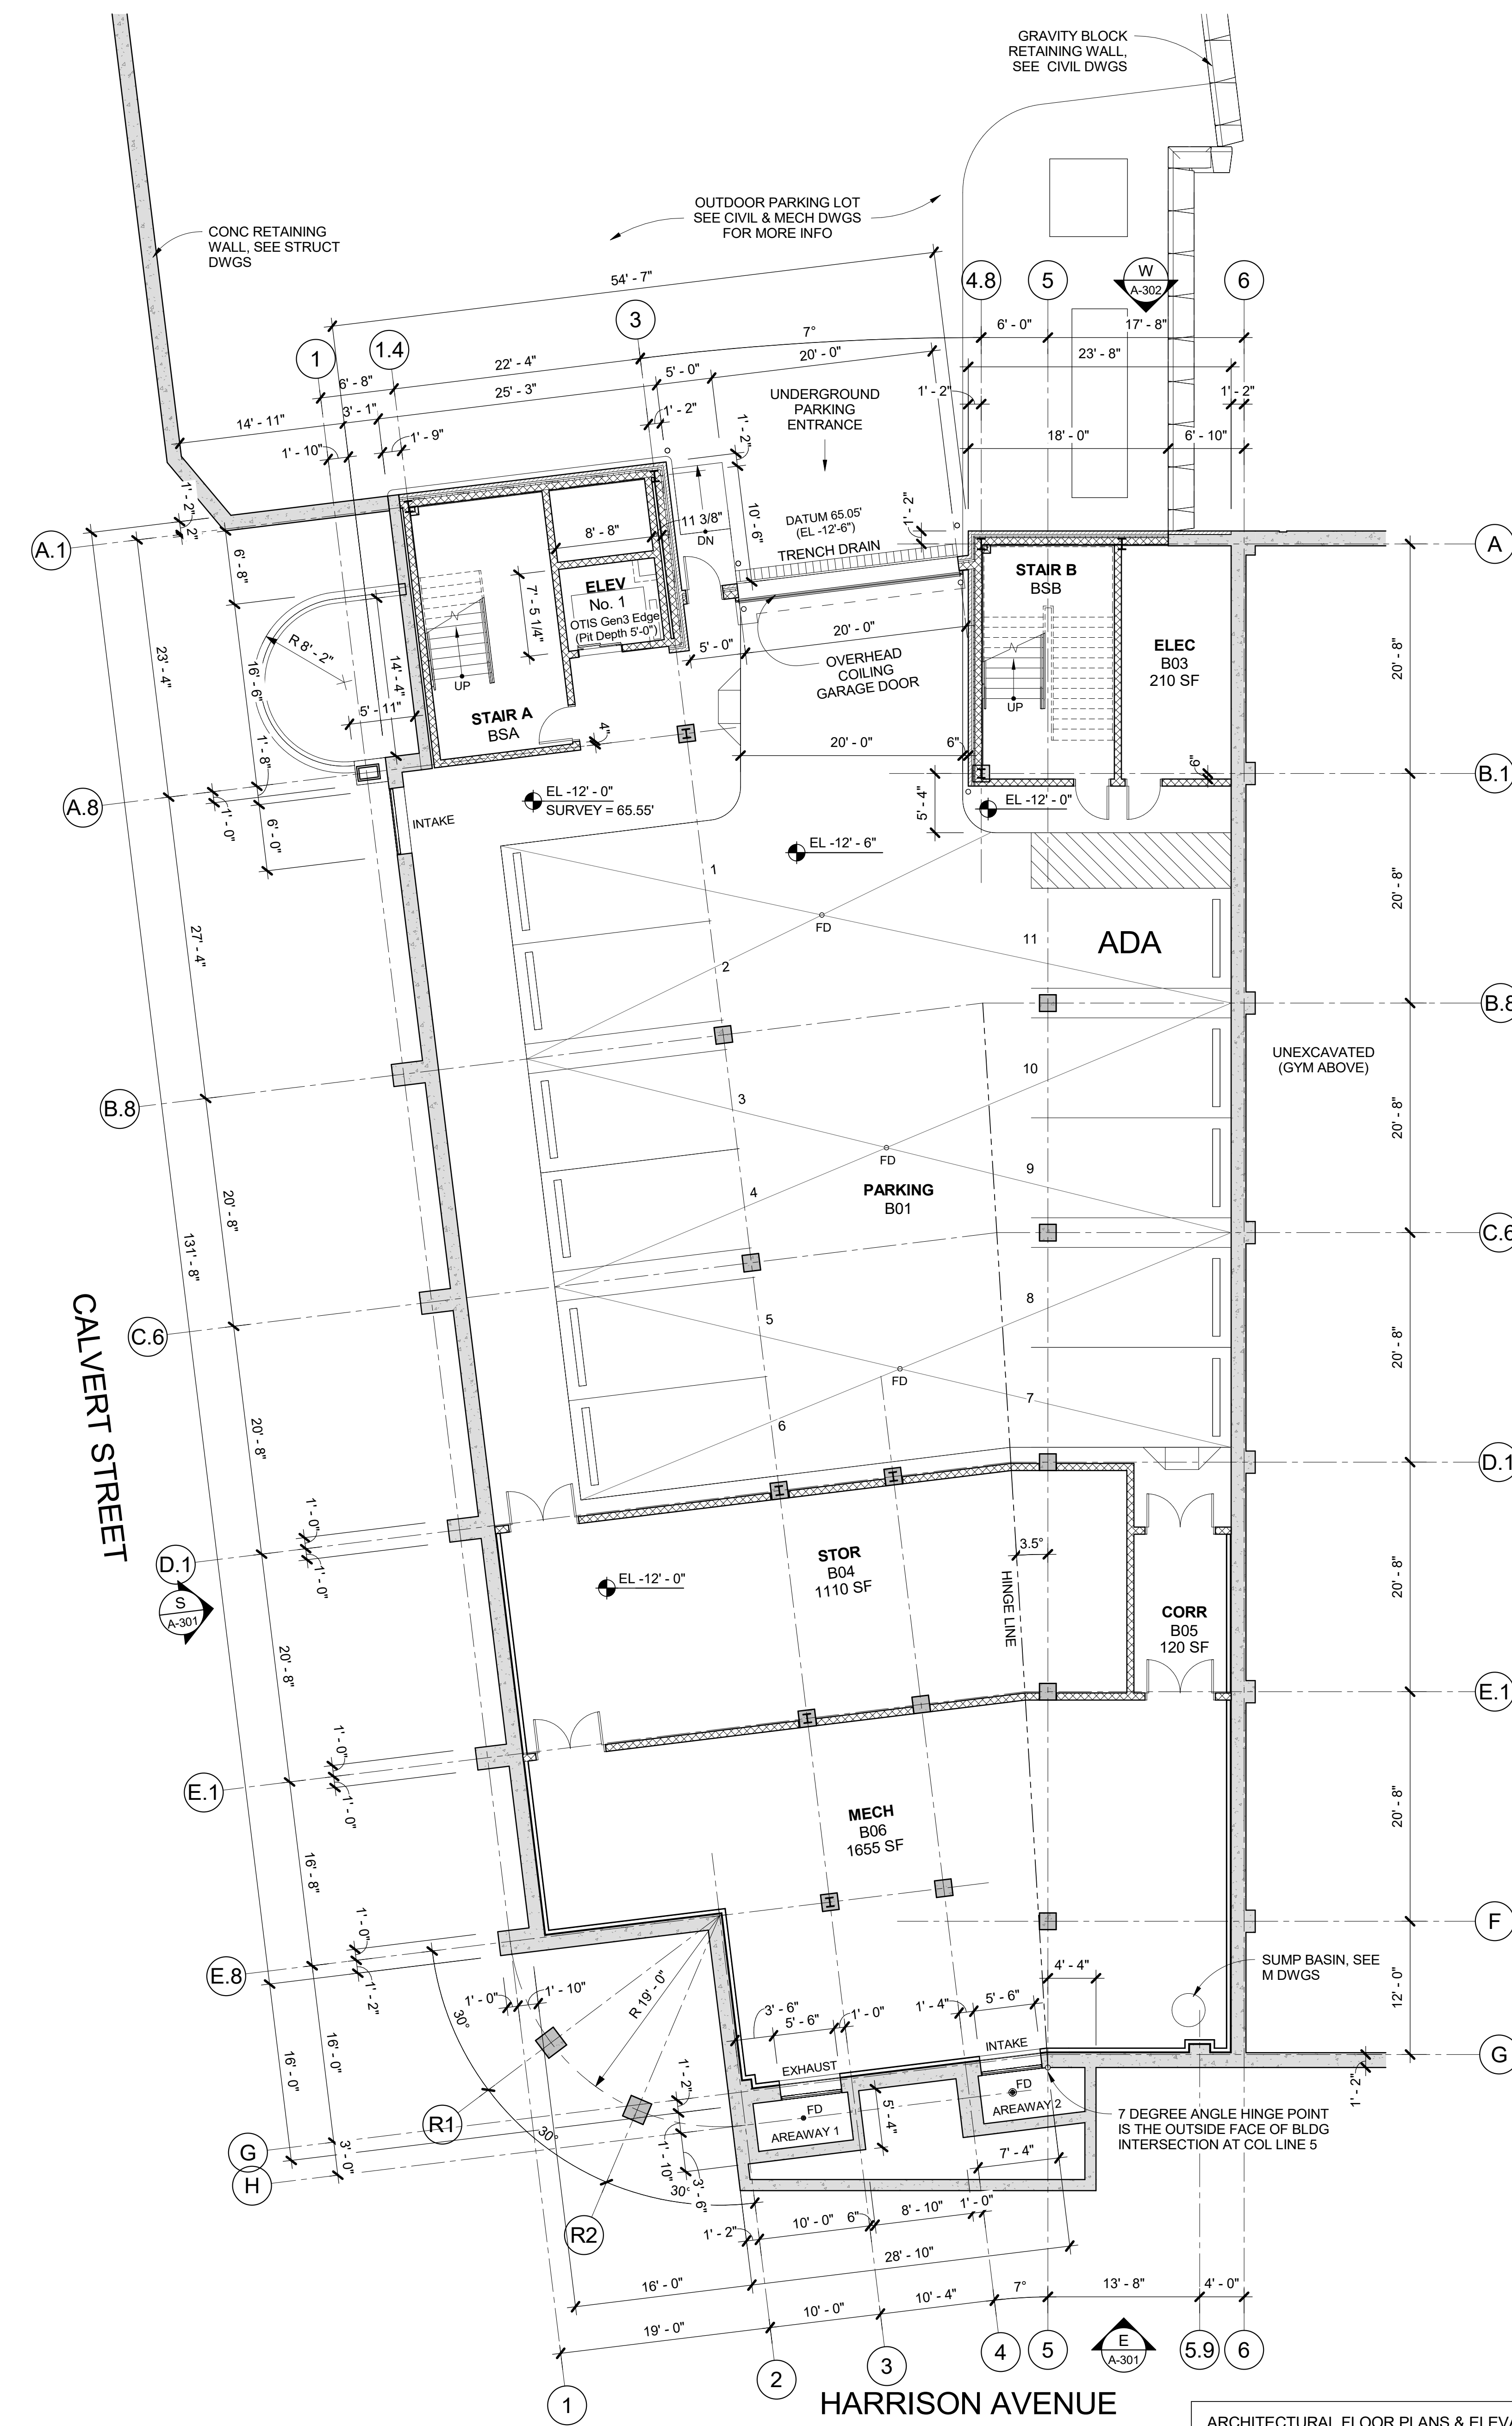 GRAVITY BLOCK
RETAINING WALL,
SEE CIVIL DWGS
CONC RETAINING
WALL, SEE STRUCT
DWGS
OUTDOOR PARKING LOT
SEE CIVIL & MECH DWGS
FOR MORE INFO
54' - 7"
W
A-302
1
1.4
3
4.8
5
6
7°
6' - 0"
17' - 8"
22' - 4"
6' - 8"
20' - 0"
23' - 8"
5' - 0"
25' - 3"
3' - 1"
14' - 11"
1' - 2"
1' - 2"
1' - 2"
1' - 10"
1' - 9"
1' - 2"
18' - 0"
6' - 10"
UNDERGROUND
PARKING
ENTRANCE
1' - 2"
2"
A.1
6' - 8"
8' - 8"
11 3/8"
DN
10' - 6"
DATUM 65.05'
(EL -12'-6")
TRENCH DRAIN
1' - 2"
A
STAIR B
BSB
UP
ELEC
B03
210 SF
20' - 8"
ELEV
No. 1
OTIS Gen3 Edge
(Pit Depth 5'-0")
7' - 5 1/4"
5' - 0"
20' - 0"
OVERHEAD
COILING
GARAGE DOOR
23' - 4"
R 8' - 2"
16' - 6"
14' - 4"
5' - 11"
UP
STAIR A
BSA
4"
20' - 0"
6"
6"
B.1
1' - 8"
A.8
1' - 0"
6' - 0"
INTAKE
EL -12' - 0"
SURVEY = 65.55'
5' - 4"
EL -12' - 0"
EL -12' - 6"
1
20' - 8"
27' - 4"
FD
11
ADA
2
B.8
B.8
UNEXCAVATED
(GYM ABOVE)
3
10
20' - 8"
FD
PARKING
B01
4
9
20' - 8"
131' - 8"
C.6
C.6
CALVERT STREET
5
8
20' - 8"
FD
7
6
20' - 8"
D.1
D.1
1' - 0"
1' - 0"
S
A-301
3.5°
HINGE LINE
STOR
B04
1110 SF
EL -12' - 0"
20' - 8"
CORR
B05
120 SF
20' - 8"
E.1
E.1
1' - 0"
1' - 0"
MECH
B06
1655 SF
20' - 8"
16' - 8"
F
E.8
1' - 0"
1' - 2"
SUMP BASIN, SEE
M DWGS
12' - 0"
4' - 4"
1' - 0"
1' - 10"
R 19' - 0"
30°
3' - 6"
5' - 6"
1' - 0"
1' - 4"
5' - 6"
EXHAUST
INTAKE
G
1' - 2"
16' - 0"
16' - 0"
3' - 0"
R1
30°
1' - 2"
FD
AREAWAY 1
5' - 4"
FD
AREAWAY 2
7 DEGREE ANGLE HINGE POINT
IS THE OUTSIDE FACE OF BLDG
INTERSECTION AT COL LINE 5
G
H
1' - 10"
3' - 6"
30°
7' - 4"
R2
1' - 2"
10' - 0"
6"
8' - 10"
1' - 0"
28' - 10"
16' - 0"
19' - 0"
10' - 0"
10' - 4"
7°
13' - 8"
4' - 0"
1
2
3
4
5
E
A-301
5.9
6
HARRISON AVENUE